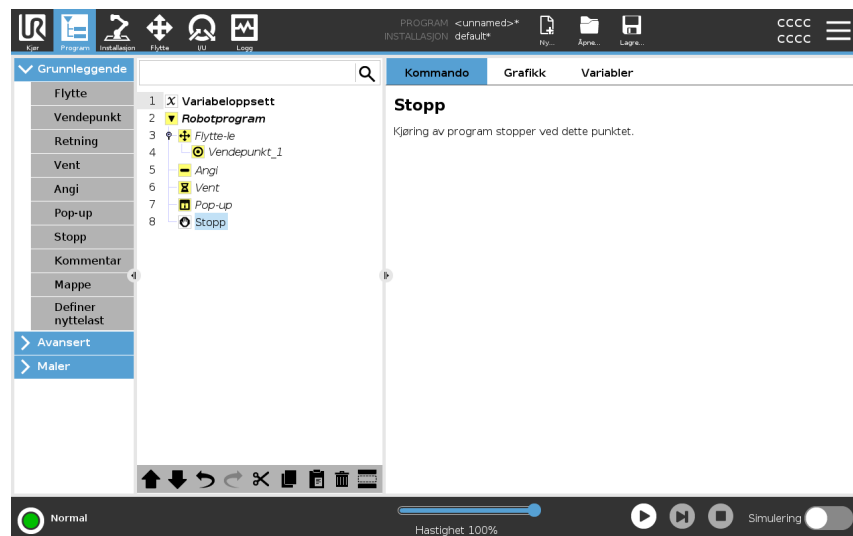 UR
Kjør
Program
Installasjon
Flytte
I/U
Logg
PROGRAM <unnamed>*
INSTALLASJON default*
Ny...
Åpne...
Lagre...
cccc
cccc
Grunnleggende
Flytte
Vendepunkt
Retning
Vent
Angi
Pop-up
Stopp
Kommentar
Mappe
Definer
nyttelast
Avansert
Maler
1 X Variabeloppsett
2 Robotprogram
3 Flytte-le
4 Vendepunkt_1
5 Angi
6 Vent
7 Pop-up
8 Stopp
Kommando
Grafikk
Variabler
Stopp
Kjøring av program stopper ved dette punktet.
Normal
Hastighet 100%
Simulering